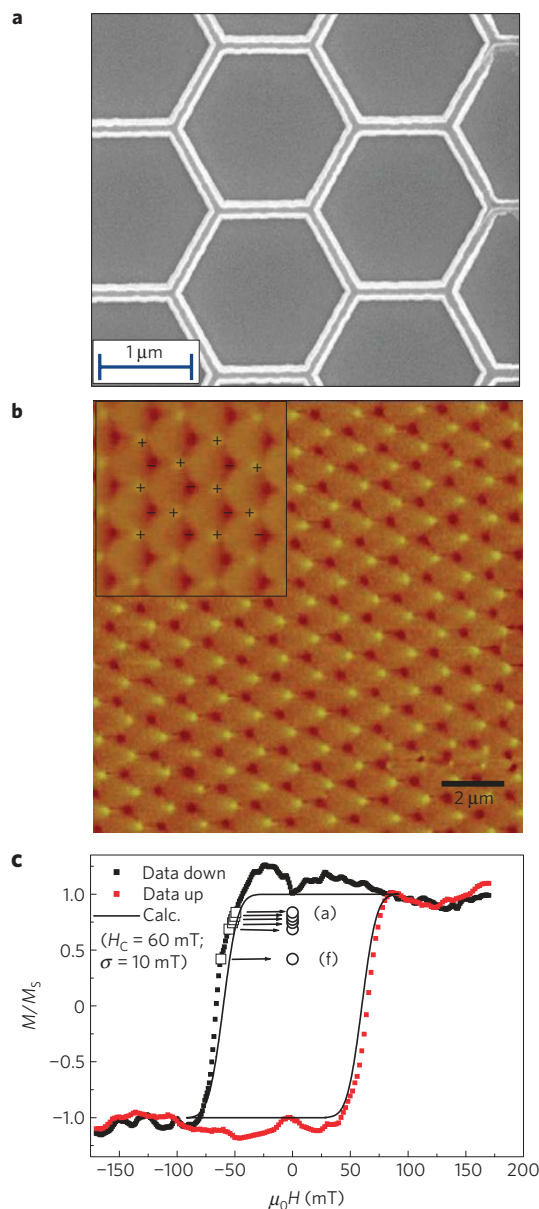 a
1 µm
b
+ + + − − + + − + + − − + + − + −
2 µm
c
Data down
Data up
Calc.
(H_C = 60 mT;
σ = 10 mT)
(a)
(f)
M/M_S
1.0
0.5
0
−0.5
−1.0
−150 −100 −50 0 50 100 150 200
µ₀H (mT)